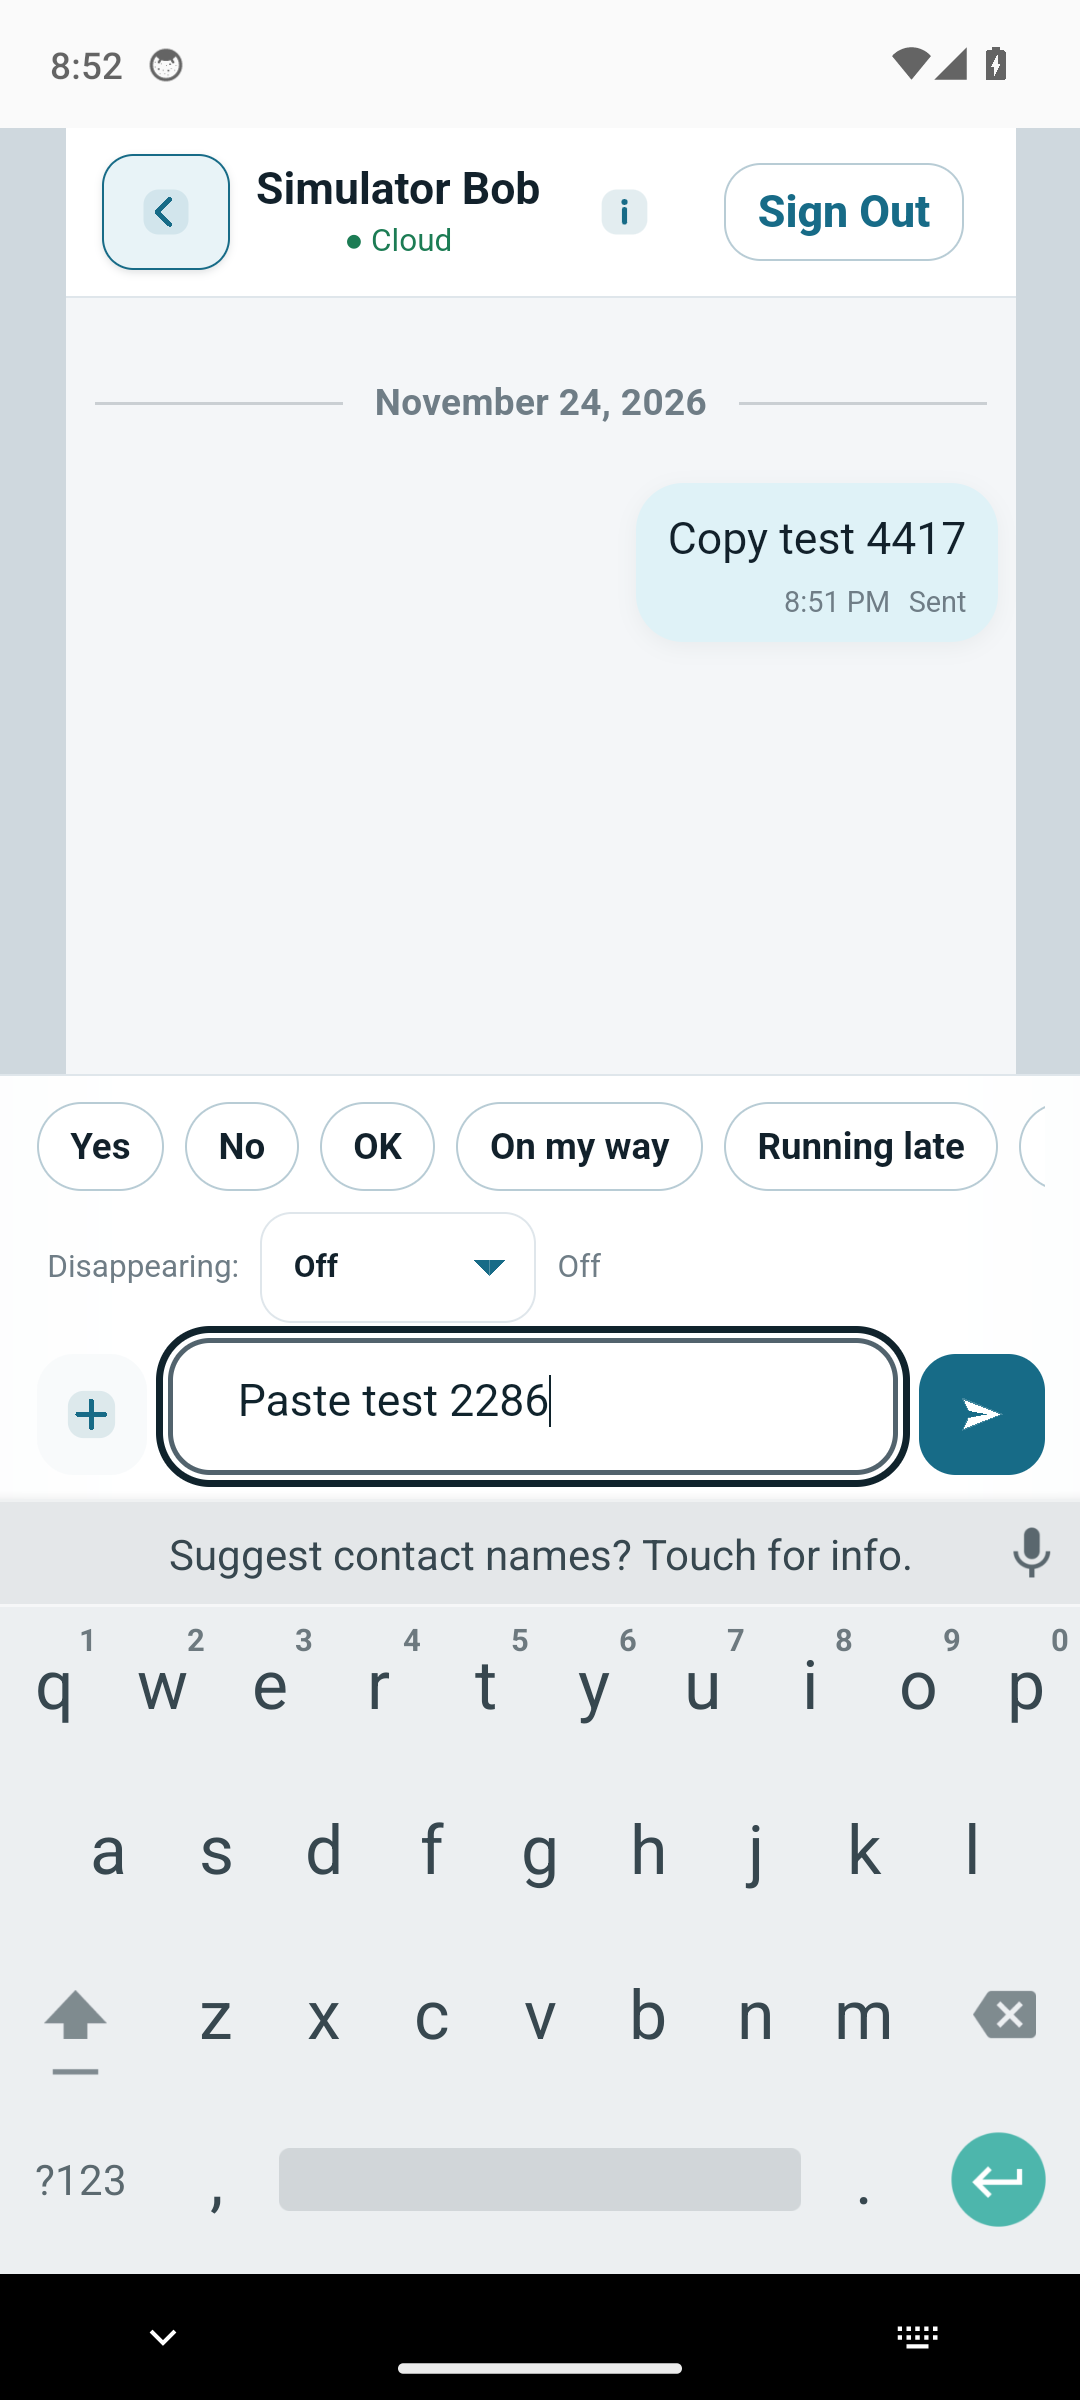 8:52
Simulator Bob
Cloud
Sign Out
November 24, 2026
Copy test 4417
8:51 PM Sent
Yes No OK On my way Running late
Disappearing: Off Off
Paste test 2286
Suggest contact names? Touch for info.
1 2 3 4 5 6 7 8 9 0
q w e r t y u i o p
a s d f g h j k l
z x c v b n m
?123 , .